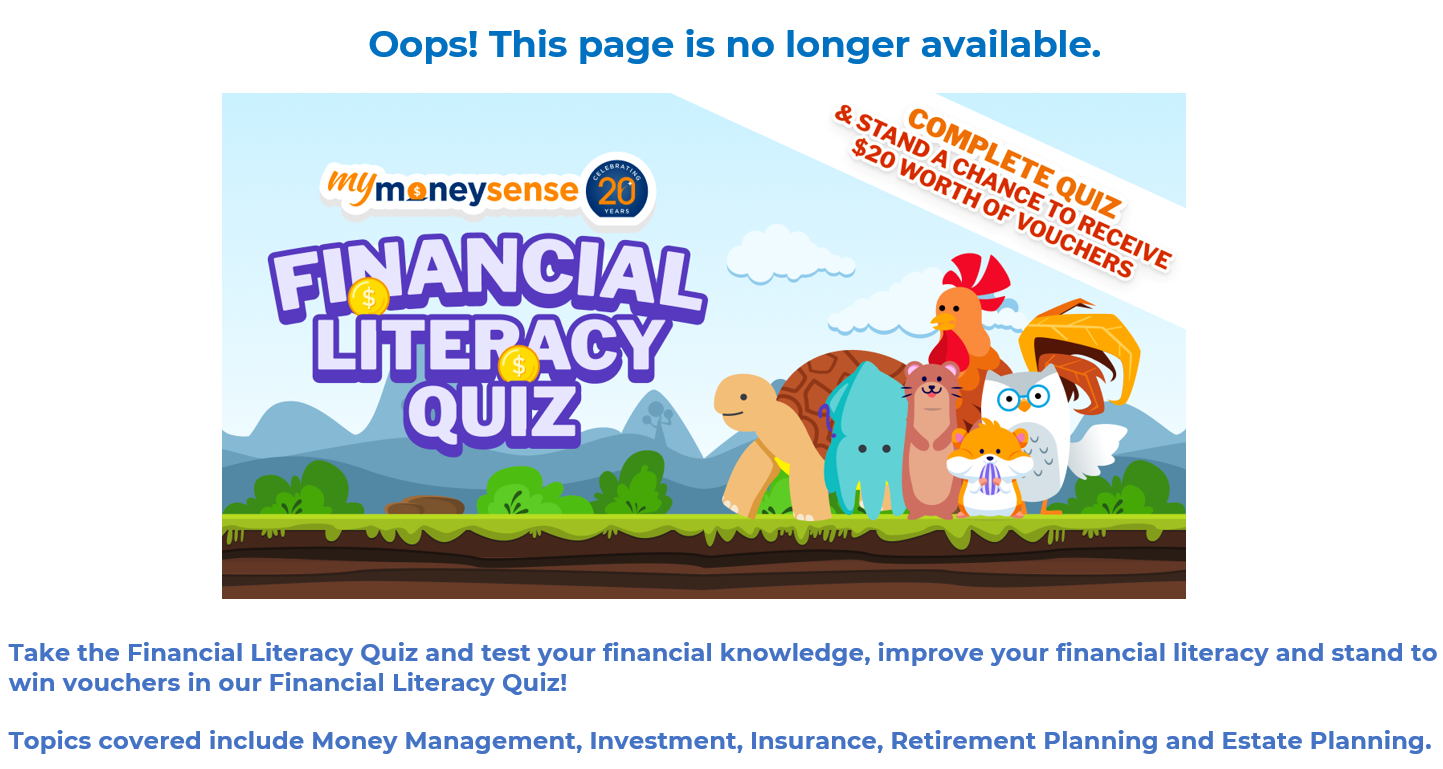 Oops! This page is no longer available.
COMPLETE QUIZ
& STAND A CHANCE TO RECEIVE
$20 WORTH OF VOUCHERS
mymoneysense
CELEBRATING
20
YEARS
FINANCIAL
LITERACY
QUIZ
Take the Financial Literacy Quiz and test your financial knowledge, improve your financial literacy and stand to
win vouchers in our Financial Literacy Quiz!
Topics covered include Money Management, Investment, Insurance, Retirement Planning and Estate Planning.